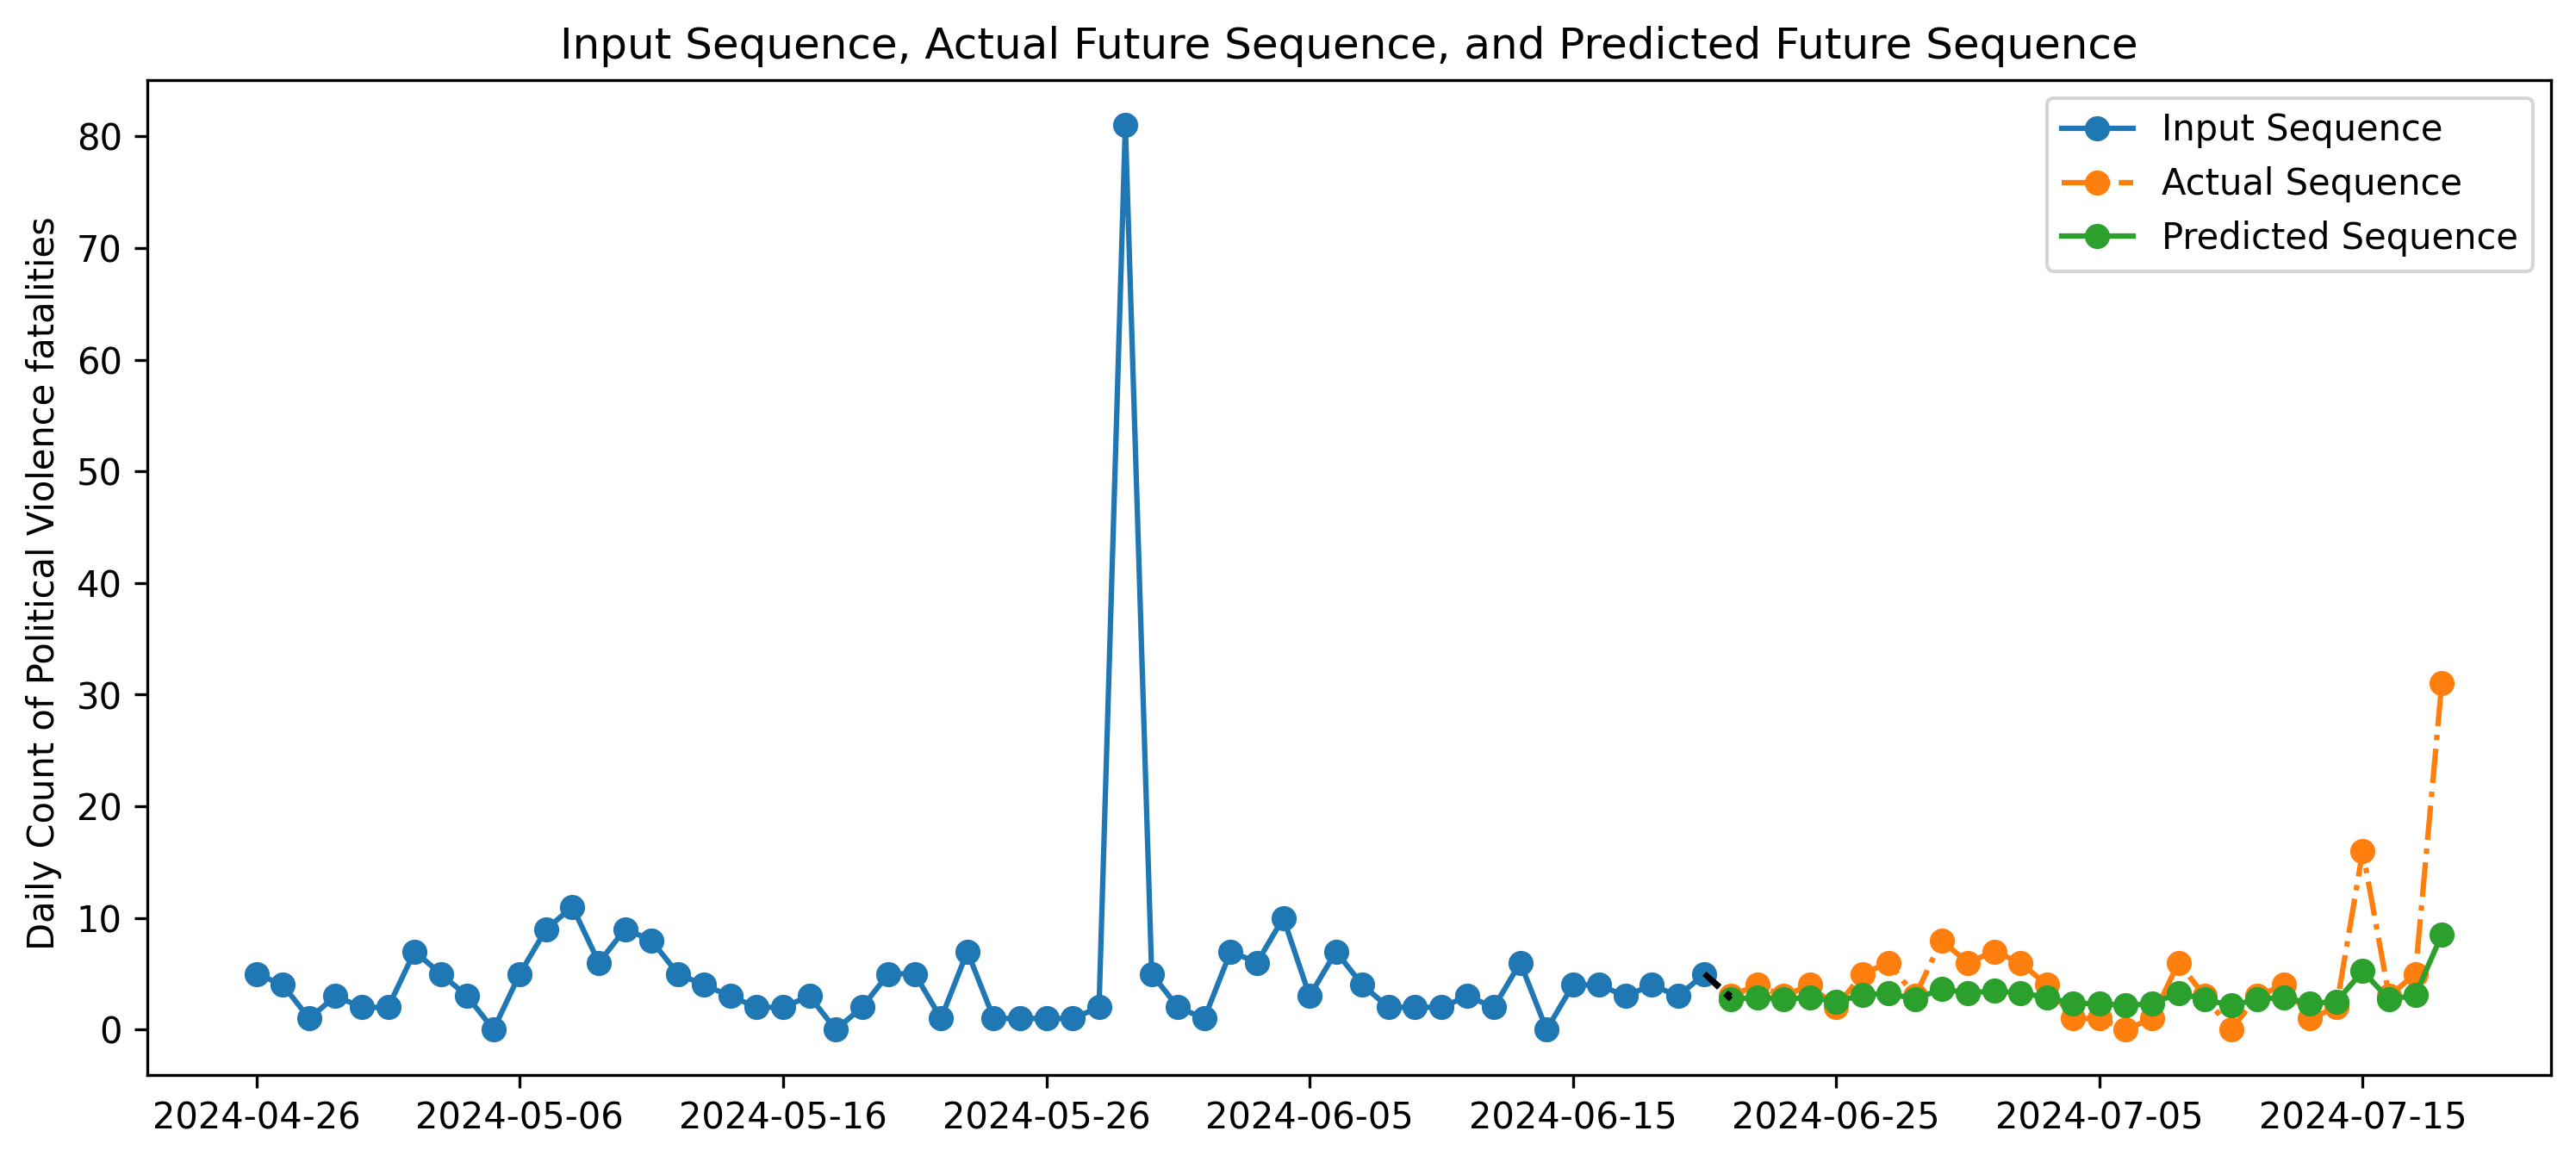 Input Sequence, Actual Future Sequence, and Predicted Future Sequence
Daily Count of Political Violence fatalities
80
70
60
50
40
30
20
10
0
Input Sequence
Actual Sequence
Predicted Sequence
2024-04-26 2024-05-06 2024-05-16 2024-05-26 2024-06-05 2024-06-15 2024-06-25 2024-07-05 2024-07-15